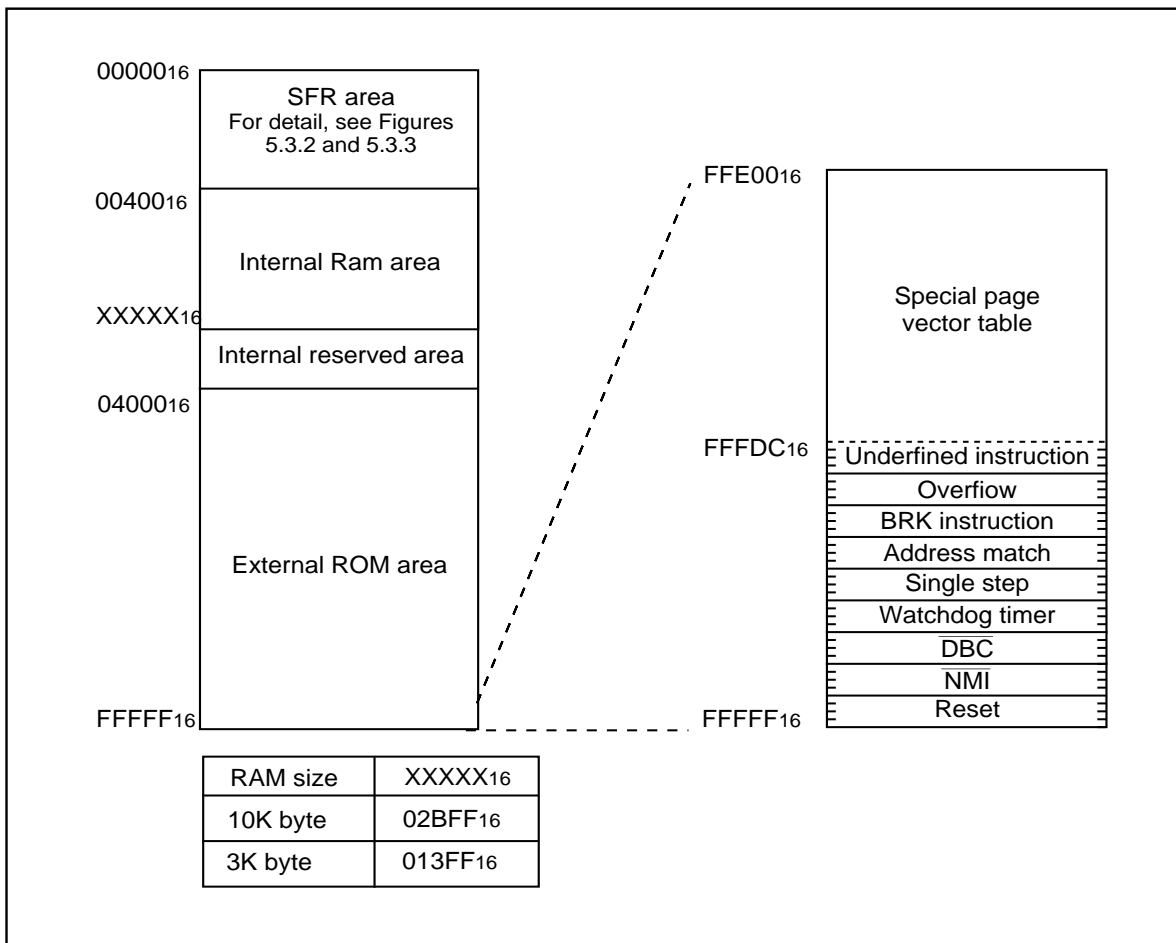 0000016
SFR area
For detail, see Figures
5.3.2 and 5.3.3
0040016
Internal Ram area
XXXXX16
Internal reserved area
0400016
External ROM area
FFFFF16
FFE0016
Special page
vector table
FFFDC16
Underfined instruction
Overfiow
BRK instruction
Address match
Single step
Watchdog timer
DBC
NMI
Reset
FFFFF16
RAM size XXXXX16
10K byte 02BFF16
3K byte 013FF16